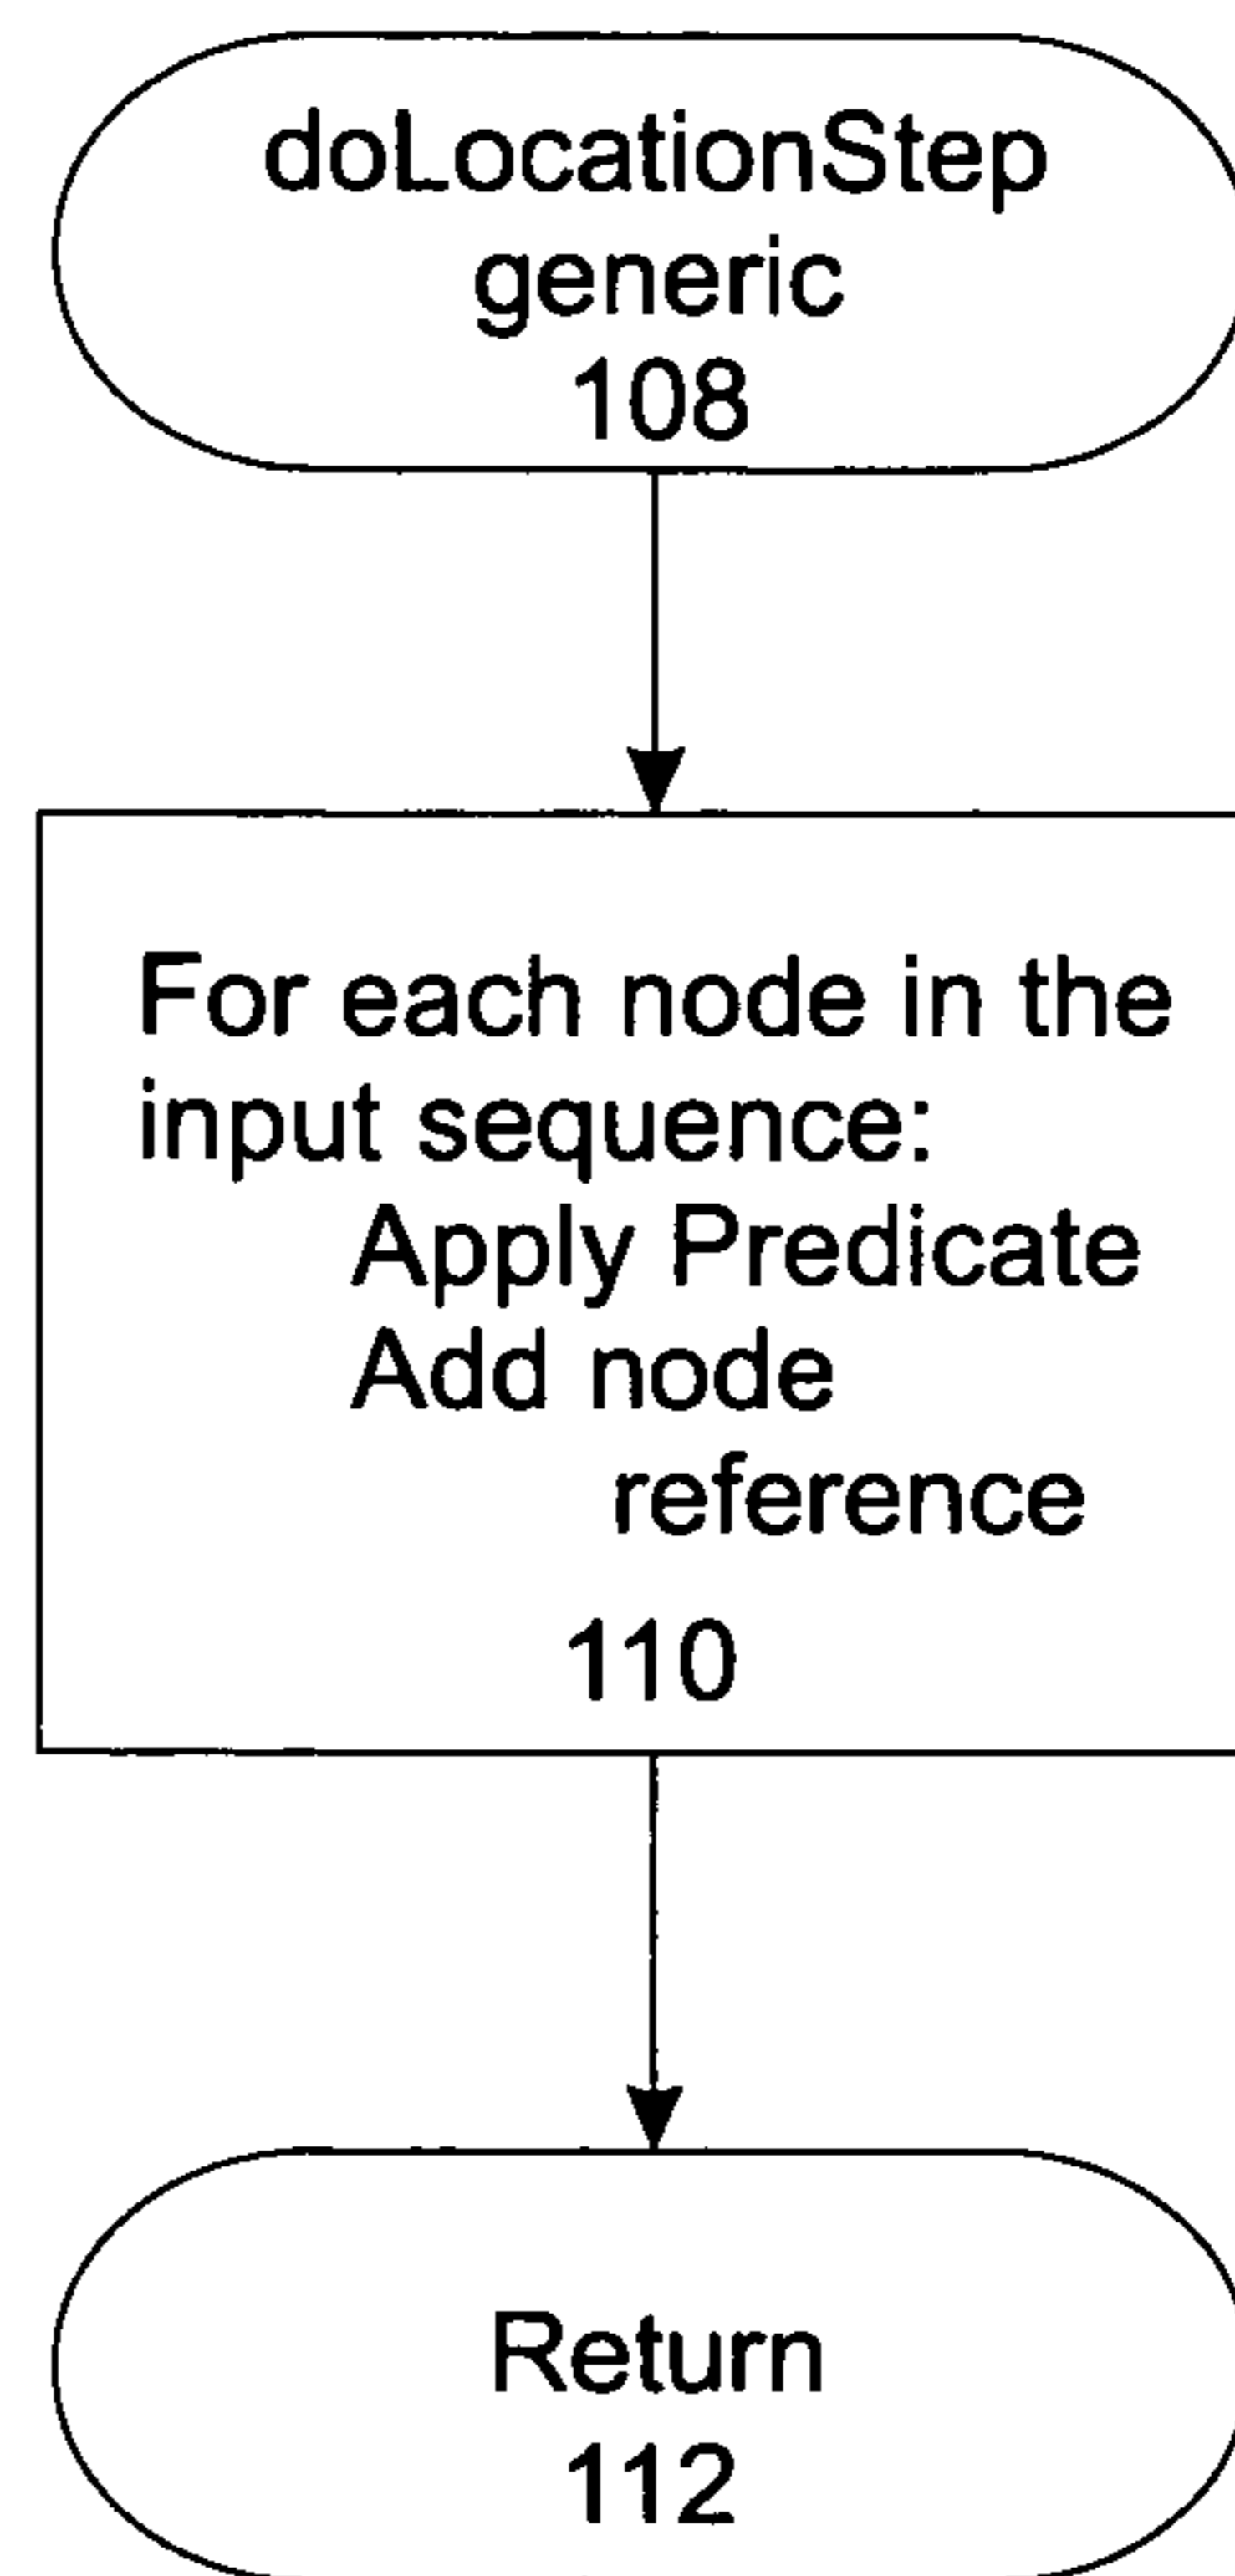 doLocationStep
generic
108
For each node in the
input sequence:
Apply Predicate
Add node
reference
110
Return
112